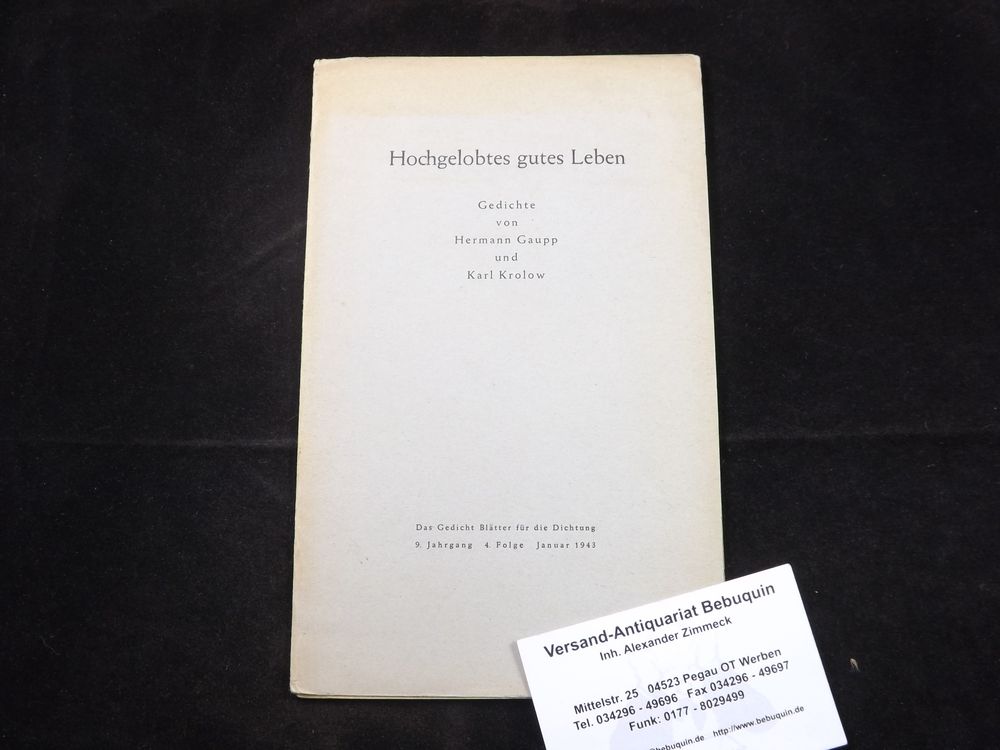 Hochgelobtes gutes Leben
Gedichte
von
Hermann Gaupp
und
Karl Krolow
Das Gedicht Blätter für die Dichtung
9. Jahrgang 4. Folge Januar 1943
Versand-Antiquariat Bebuquin
Inh. Alexander Zimmeck
Mittelstr. 25 04523 Pegau OT Werben
Tel. 034296 - 49696 Fax 034296 - 49697
Funk: 0177 - 8029499
@bebuquin.de http://www.bebuquin.de